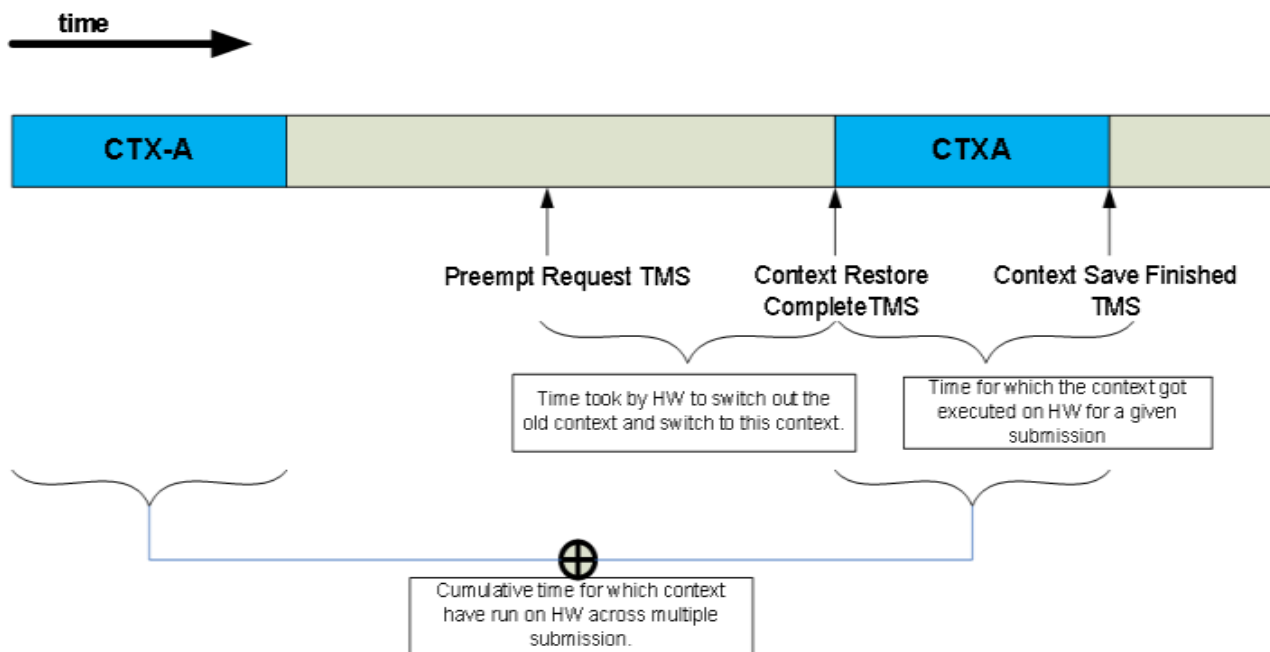 time
CTX-A
CTXA
Preempt Request TMS
Context Restore
CompleteTMS
Context Save Finished
TMS
Time took by HW to switch out the
old context and switch to this context.
Time for which the context got
executed on HW for a given
submission
Cumulative time for which context
have run on HW across multiple
submission.